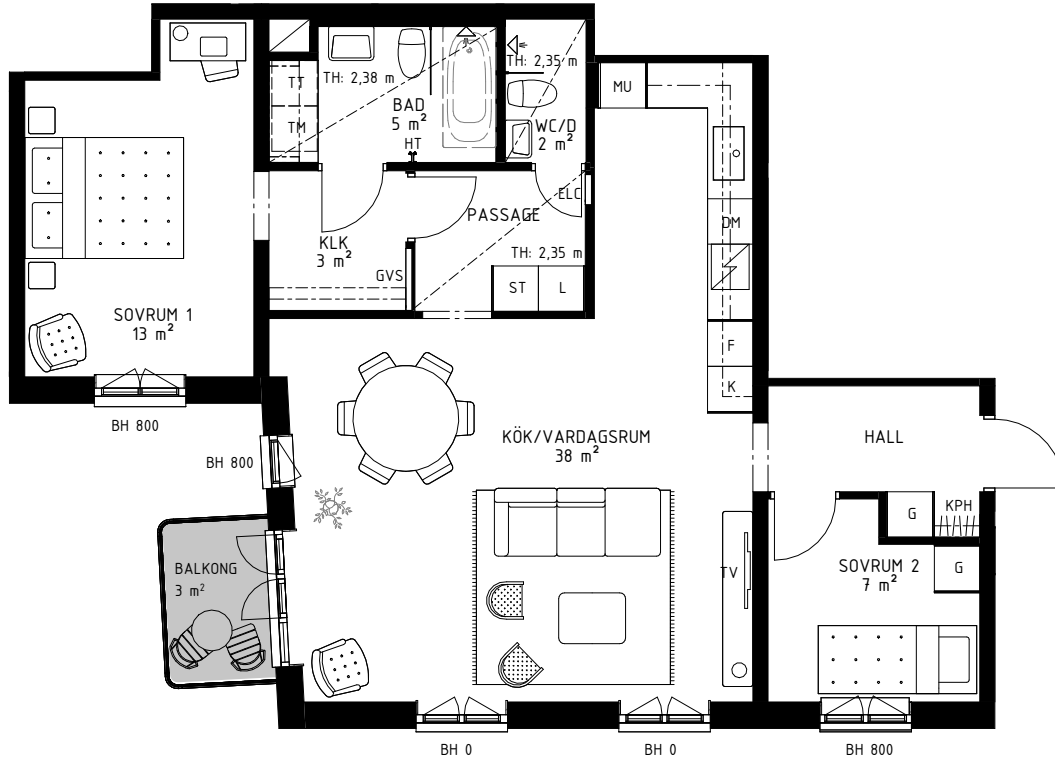 TH: 2,35 m
TT
TH: 2,38 m
MU
BAD
5 m²
TM
WC/D
2 m²
HT
ELC
PASSAGE
DM
KLK
3 m²
TH: 2,35 m
GVS
ST
L
SOVRUM 1
13 m²
F
K
BH 800
KÖK/VARDAGSRUM
38 m²
HALL
BH 800
G
KPH
BALKONG
3 m²
TV
SOVRUM 2
7 m²
G
BH 0
BH 0
BH 800